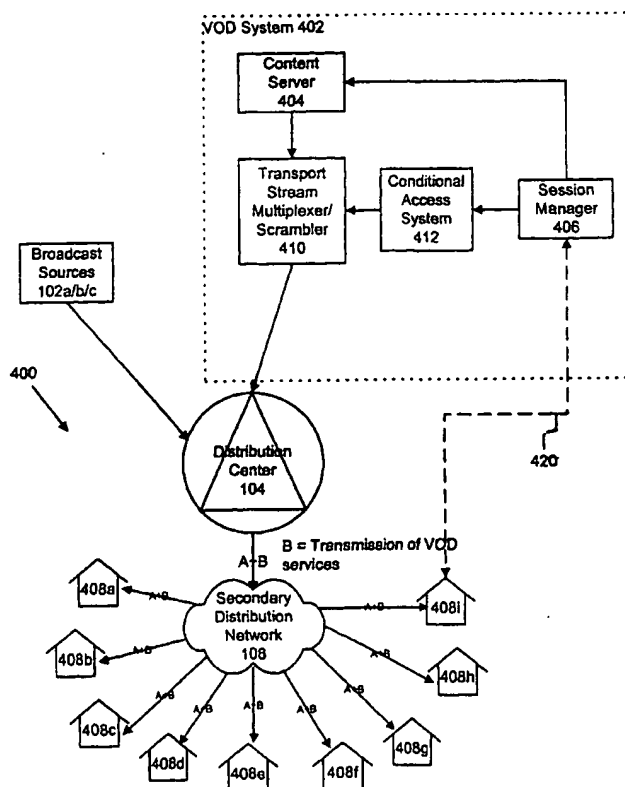 VOD System 402
Content
Server
404
Transport
Stream
Multiplexer/
Scrambler
410
Conditional
Access
System
412
Session
Manager
406
Broadcast
Sources
102a/b/c
400
Distribution
Center
104
420
A+B
B = Transmission of VOD
services
Secondary
Distribution
Network
108
408a
A+B
408b
A+B
408c
A+B
408d
A+B
408e
A+B
408f
A+B
408g
A+B
408h
A+B
408i
A+B